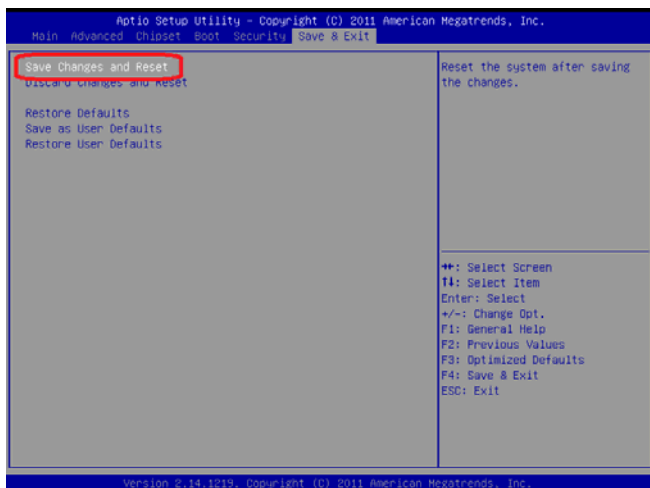 Aptio Setup Utility - Copyright (C) 2011 American Megatrends, Inc.
Main Advanced Chipset Boot Security Save & Exit
Save Changes and Reset
Discard Changes and Reset
Restore Defaults
Save as User Defaults
Restore User Defaults
Reset the system after saving
the changes.
→←: Select Screen
↑↓: Select Item
Enter: Select
+/-: Change Opt.
F1: General Help
F2: Previous Values
F3: Optimized Defaults
F4: Save & Exit
ESC: Exit
Version 2.14.1219. Copyright (C) 2011 American Megatrends, Inc.